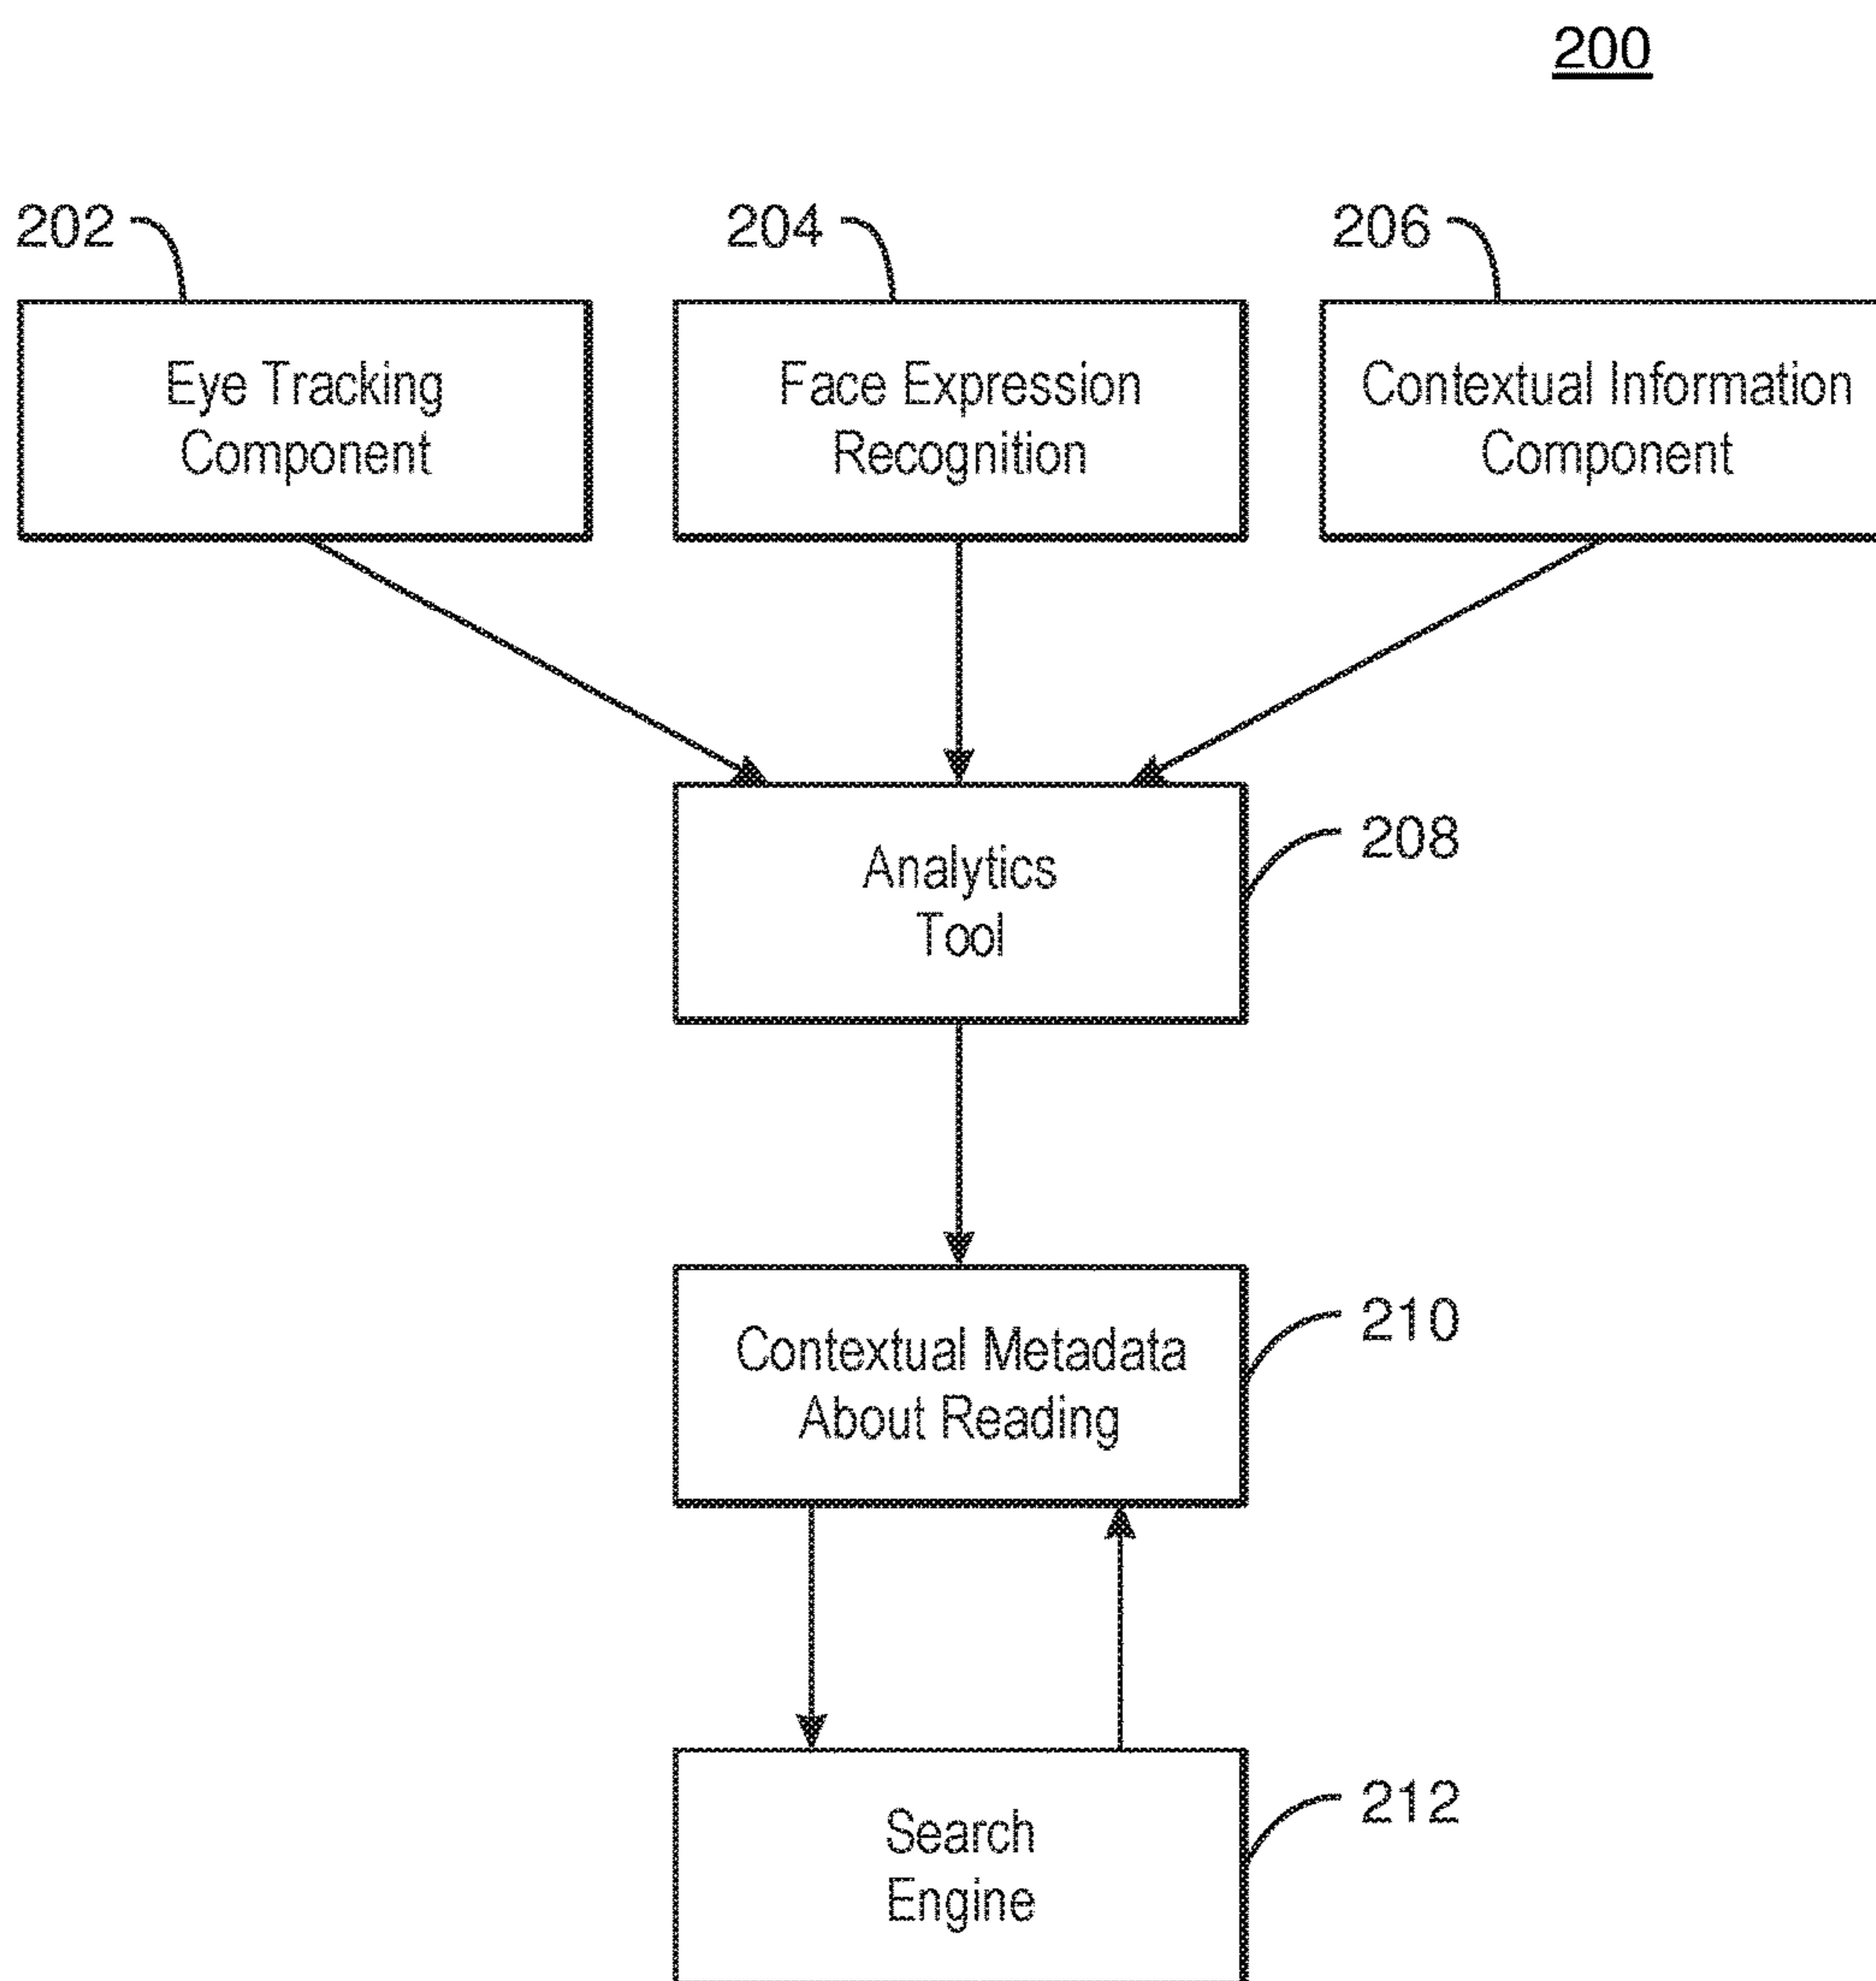 200
202
204
206
Eye Tracking
Component
Face Expression
Recognition
Contextual Information
Component
Analytics
Tool
208
Contextual Metadata
About Reading
210
Search
Engine
212